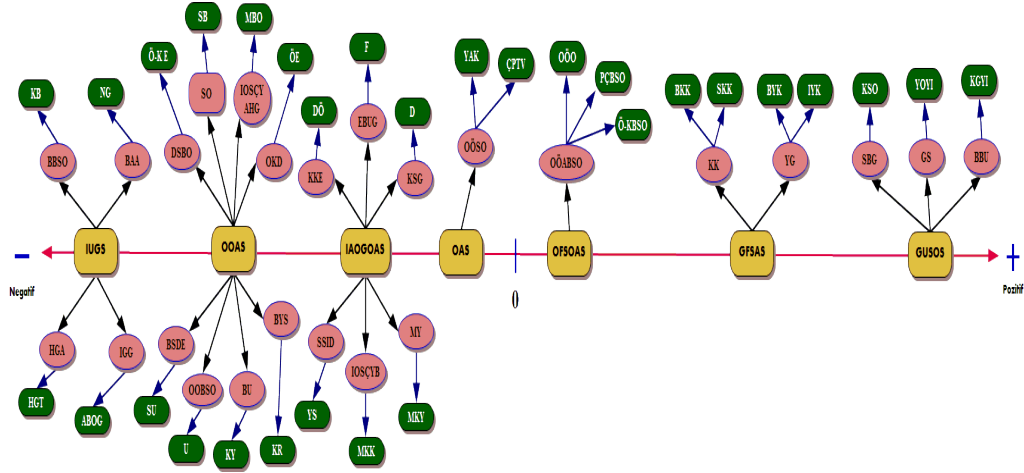 SB
MBO
Ö-K E
ÖE
F
YAK
ÇPTV
OÖO
PÇBSO
Ö-KBSO
KB
NG
DÖ
D
BKK
SKK
BYK
IYK
KSO
YOYI
KGYI
SO
IOSÇY
AHG
EBUG
BBSO
BAA
DSBO
OKD
KKE
KSG
OÖSO
OÖABSO
KK
YG
SBG
GS
BBU
IUGS
OOAS
IAOGOAS
OAS
OFSOAS
GFSAS
GUSOS
-
+
Negatif
0
Pozitif
HGA
IGG
BSDE
OOBSO
BU
BYS
SSID
IOSÇYB
MY
HGT
ABOG
SU
U
KY
KR
YS
MKK
MKY